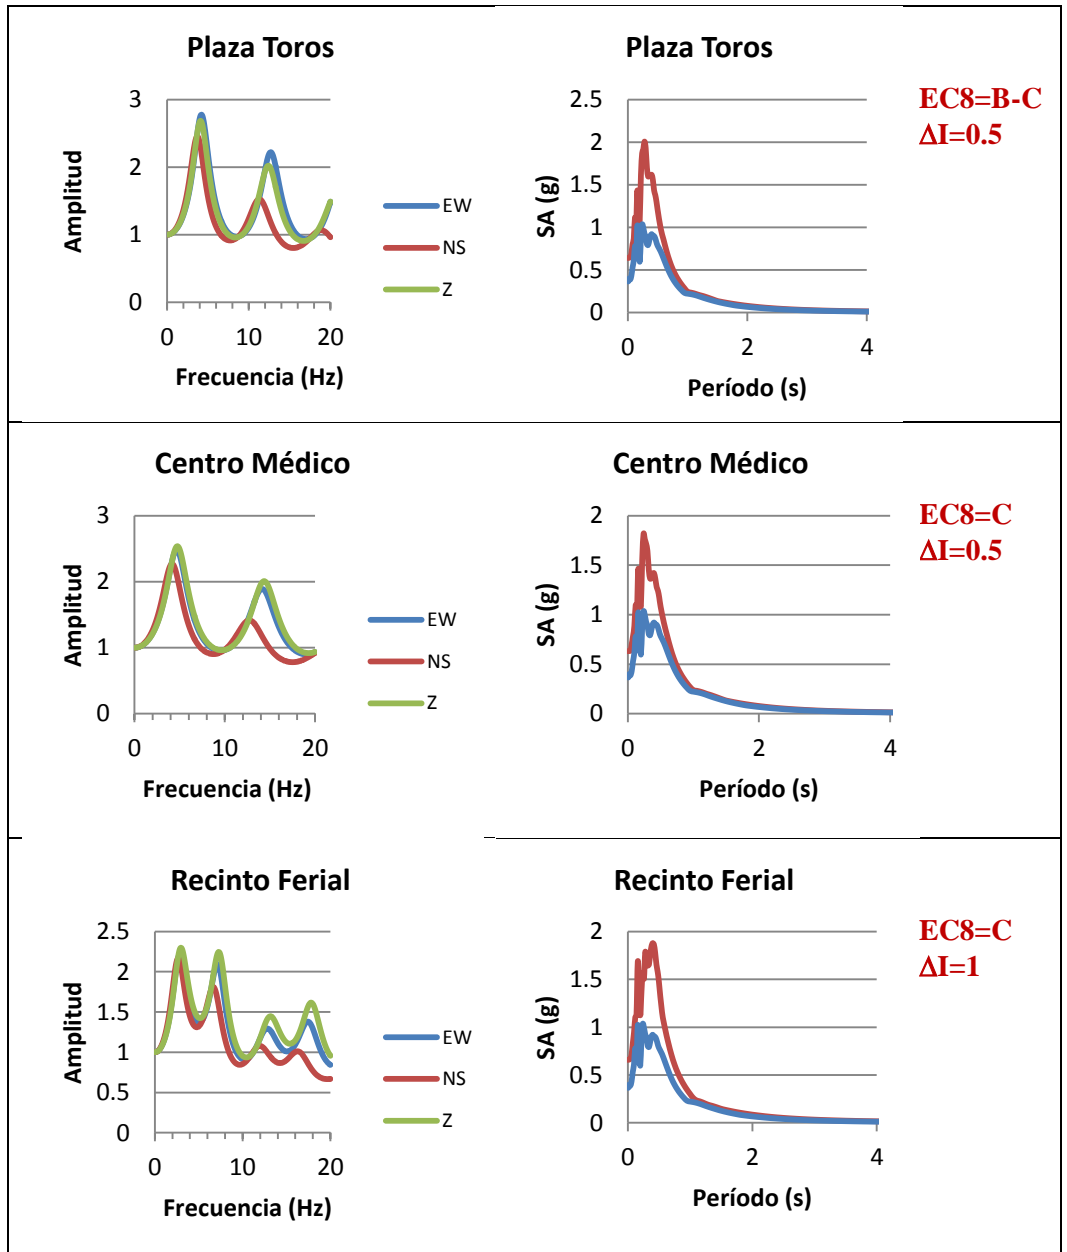 Plaza Toros
3
2
1
0
0 10 20
Amplitud
Frecuencia (Hz)
EW
NS
Z
Plaza Toros
2.5
2
1.5
1
0.5
0
0 2 4
SA (g)
Período (s)
EC8=B-C
ΔI=0.5
Centro Médico
3
2
1
0
0 10 20
Amplitud
Frecuencia (Hz)
EW
NS
Z
Centro Médico
2
1.5
1
0.5
0
0 2 4
SA (g)
Período (s)
EC8=C
ΔI=0.5
Recinto Ferial
2.5
2
1.5
1
0.5
0
0 10 20
Amplitud
Frecuencia (Hz)
EW
NS
Z
Recinto Ferial
2
1.5
1
0.5
0
0 2 4
SA (g)
Período (s)
EC8=C
ΔI=1